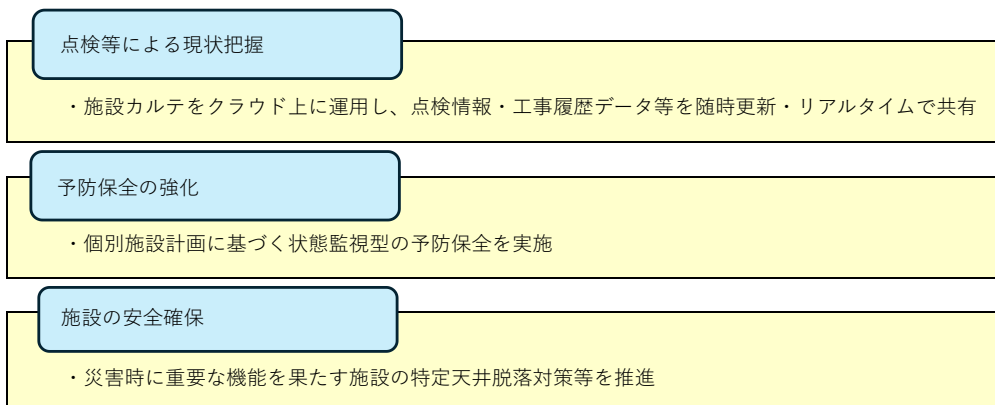 点検等による現状把握
・施設カルテをクラウド上に運用し、点検情報・工事履歴データ等を随時更新・リアルタイムで共有
予防保全の強化
・個別施設計画に基づく状態監視型の予防保全を実施
施設の安全確保
・災害時に重要な機能を果たす施設の特定天井脱落対策等を推進